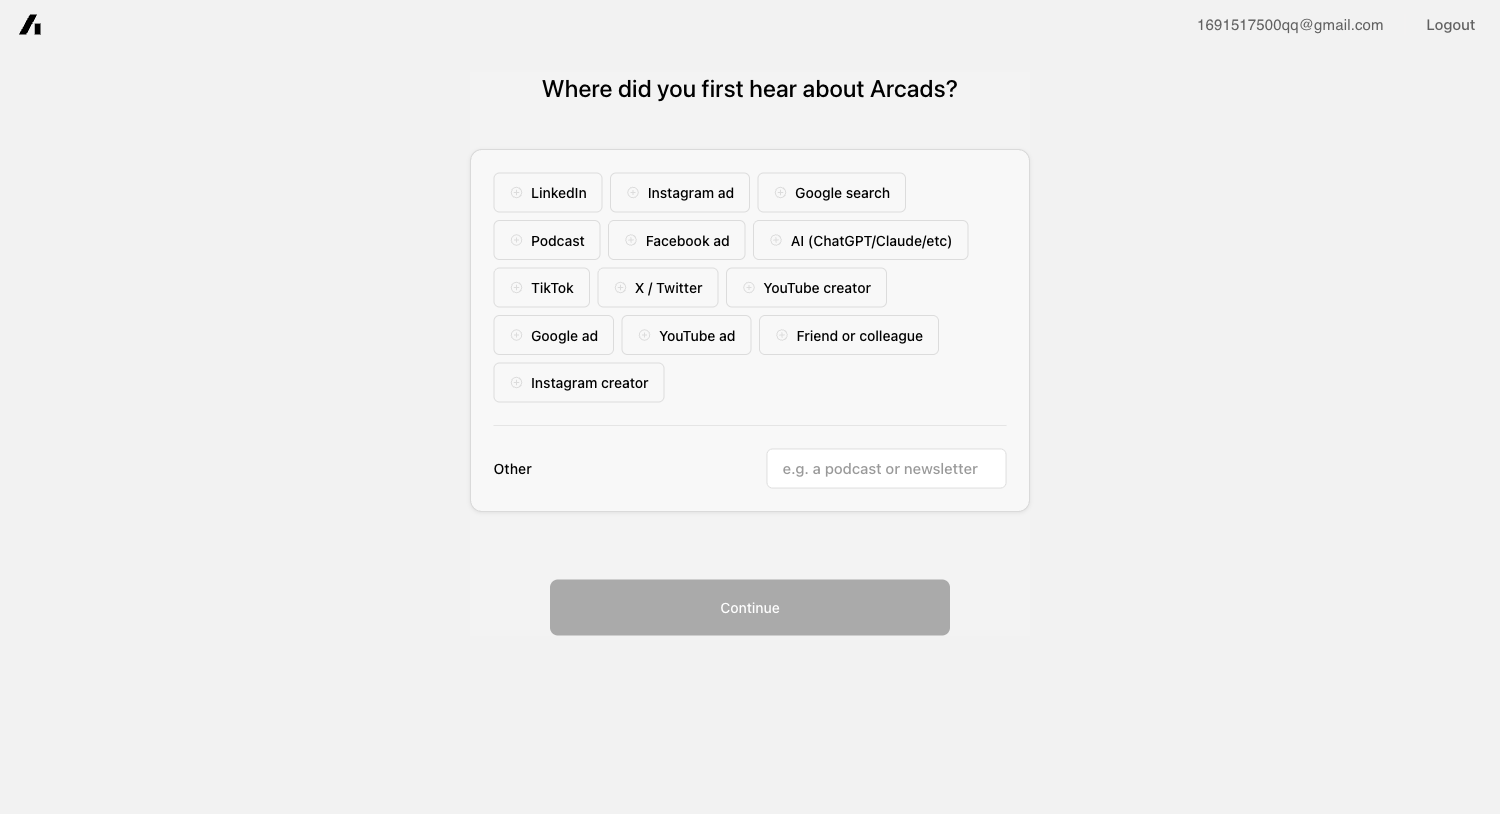 1691517500qq@gmail.com Logout
Where did you first hear about Arcads?
LinkedIn Instagram ad Google search
Podcast Facebook ad AI (ChatGPT/Claude/etc)
TikTok X / Twitter YouTube creator
Google ad YouTube ad Friend or colleague
Instagram creator
Other e.g. a podcast or newsletter
Continue